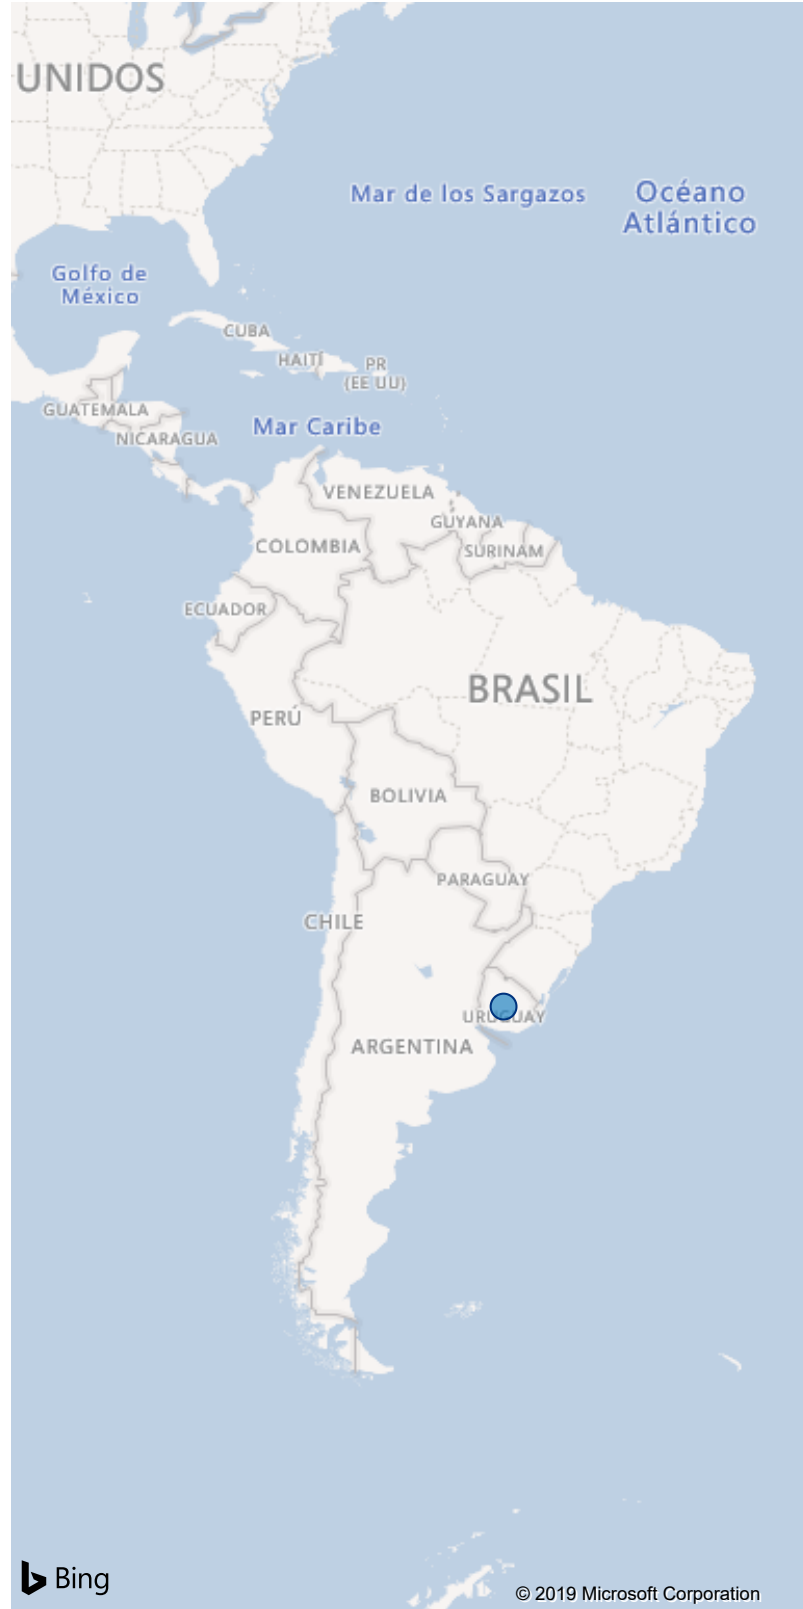 UNIDOS
Mar de los Sargazos
Océano
Atlántico
Golfo de
México
CUBA
HAITÍ
PR
(EE UU)
GUATEMALA
Mar Caribe
NICARAGUA
VENEZUELA
GUYANA
COLOMBIA
SURINAM
ECUADOR
BRASIL
PERÚ
BOLIVIA
PARAGUAY
CHILE
URUGUAY
ARGENTINA
Bing
© 2019 Microsoft Corporation